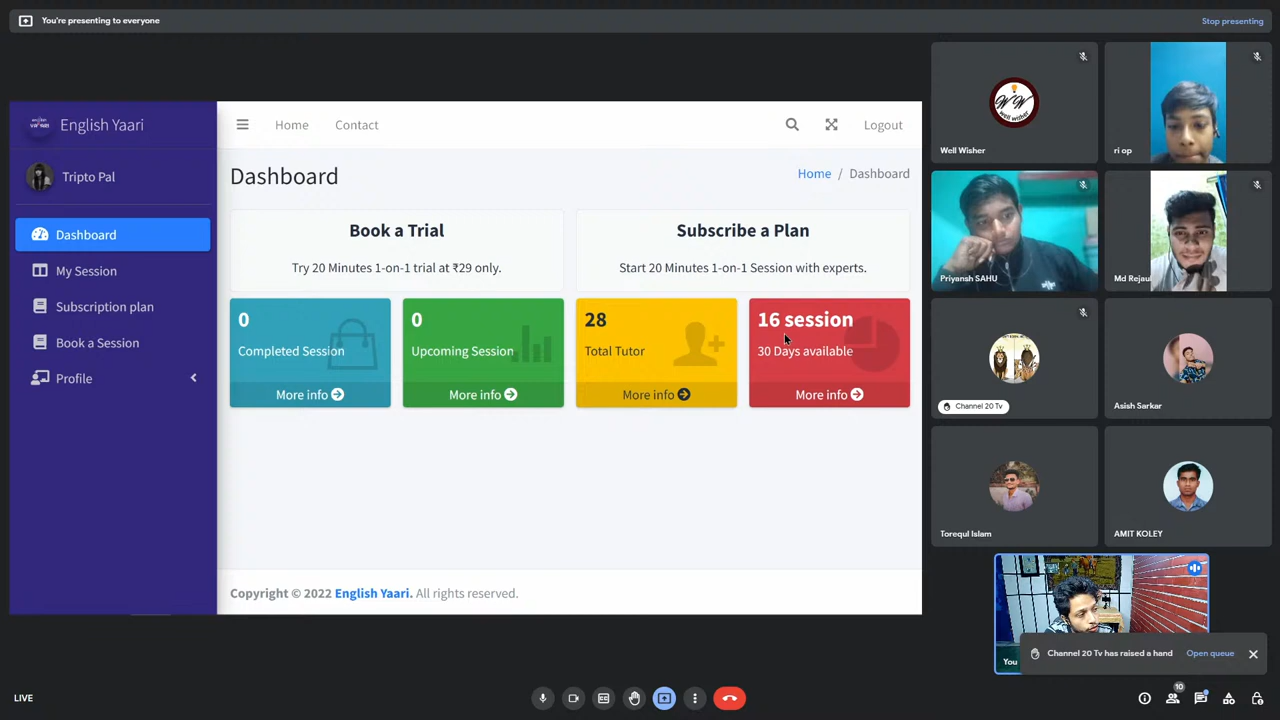 You're presenting to everyone
Stop presenting
English Yaari
Home
Contact
Logout
Tripto Pal
Dashboard
Home / Dashboard
Dashboard
My Session
Subscription plan
Book a Session
Profile
Book a Trial
Try 20 Minutes 1-on-1 trial at ₹29 only.
Subscribe a Plan
Start 20 Minutes 1-on-1 Session with experts.
0
Completed Session
More info
0
Upcoming Session
More info
28
Total Tutor
More info
16 session
30 Days available
More info
Copyright © 2022 English Yaari. All rights reserved.
WW
well wisher
Well Wisher
ri op
Priyansh SAHU
Md Rejaul
Channel 20 Tv
Asish Sarkar
Torequl Islam
AMIT KOLEY
You
Channel 20 Tv has raised a hand
Open queue
LIVE
10